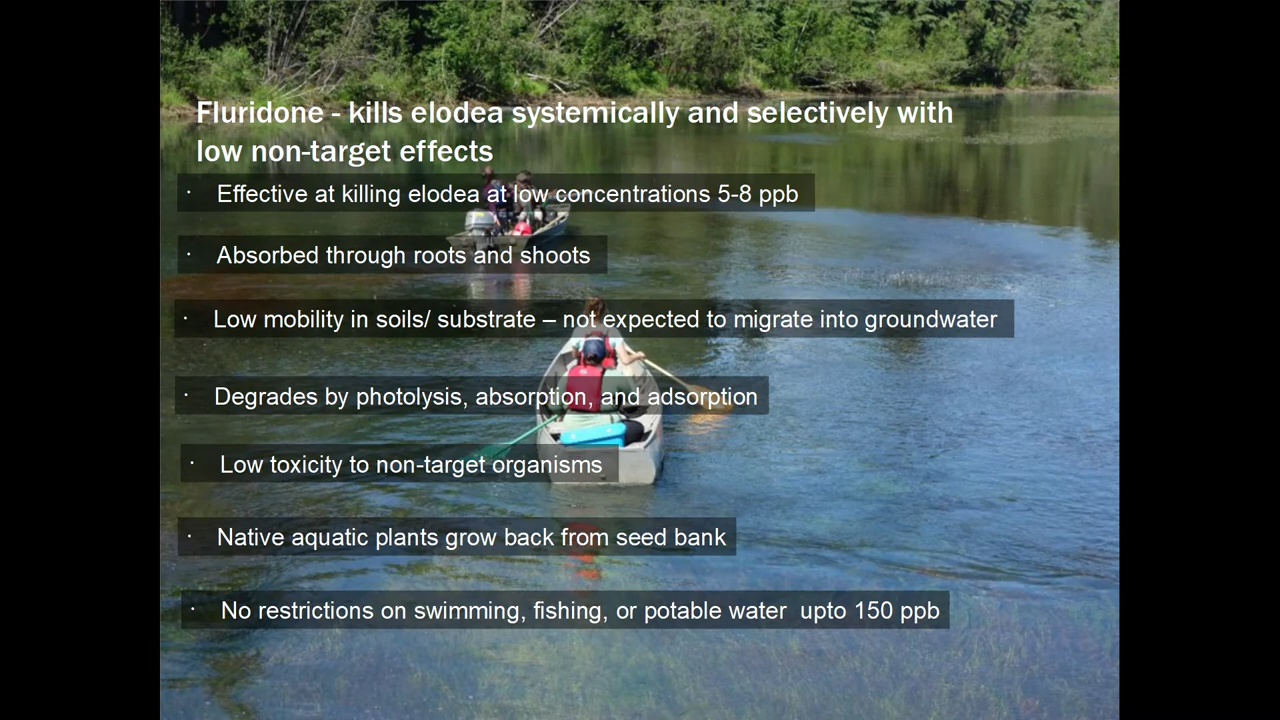 Fluridone - kills elodea systemically and selectively with
low non-target effects
· Effective at killing elodea at low concentrations 5-8 ppb
· Absorbed through roots and shoots
· Low mobility in soils/ substrate – not expected to migrate into groundwater
· Degrades by photolysis, absorption, and adsorption
· Low toxicity to non-target organisms
· Native aquatic plants grow back from seed bank
· No restrictions on swimming, fishing, or potable water  upto 150 ppb